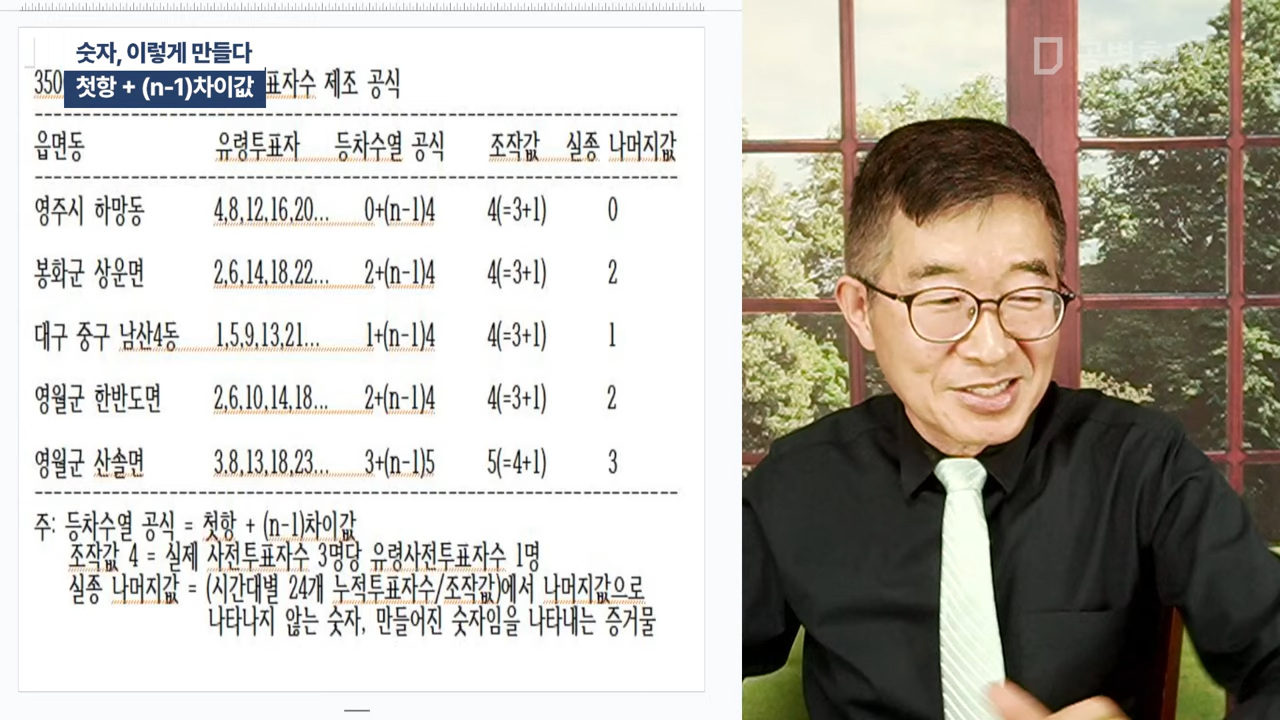 숫자, 이렇게 만들다
첫항 + (n-1)차이값
350 표자수 제조 공식
읍면동 유령투표자 등차수열 공식 조작값 실종 나머지값
영주시 하망동 4,8,12,16,20... 0+(n-1)4 4(=3+1) 0
봉화군 상운면 2,6,14,18,22... 2+(n-1)4 4(=3+1) 2
대구 중구 남산4동 1,5,9,13,21... 1+(n-1)4 4(=3+1) 1
영월군 한반도면 2,6,10,14,18... 2+(n-1)4 4(=3+1) 2
영월군 산솔면 3.8,13,18,23... 3+(n-1)5 5(=4+1) 3
주: 등차수열 공식 = 첫항 + (n-1)차이값
조작값 4 = 실제 사전투표자수 3명당 유령사전투표자수 1명
실종 나머지값 = (시간대별 24개 누적투표자수/조작값)에서 나머지값으로
나타나지 않는 숫자, 만들어진 숫자임을 나타내는 증거물
공병호TV